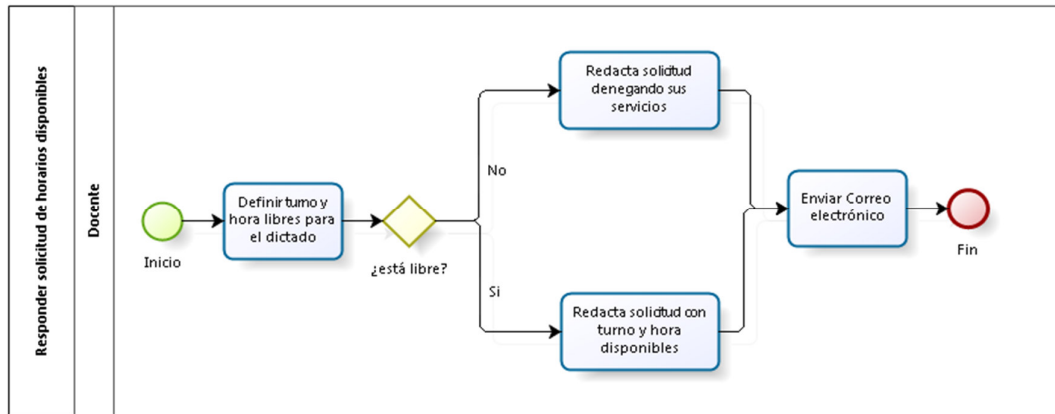 Responder solicitud de horarios disponibles
Docente
Inicio
Definir turno y
hora libres para
el dictado
¿está libre?
No
Si
Redacta solicitud
denegando sus
servicios
Redacta solicitud con
turno y hora
disponibles
Enviar Correo
electrónico
Fin